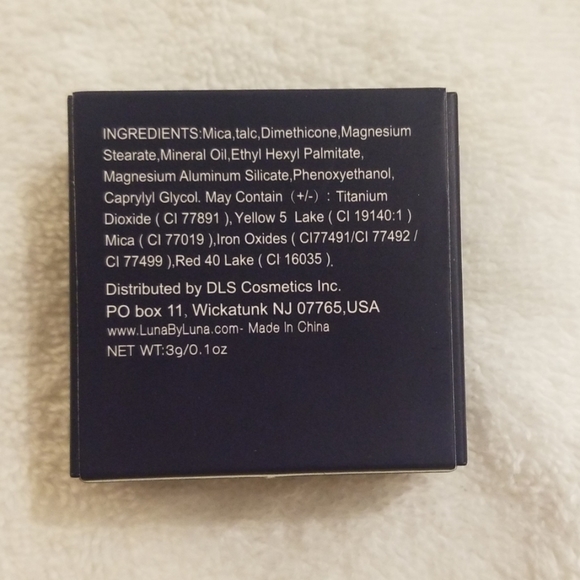 INGREDIENTS:Mica,talc,Dimethicone,Magnesium
Stearate,Mineral Oil,Ethyl Hexyl Palmitate,
Magnesium Aluminum Silicate,Phenoxyethanol,
Caprylyl Glycol. May Contain（+/-）: Titanium
Dioxide ( CI 77891 ),Yellow 5 Lake ( CI 19140:1 )
Mica ( CI 77019 ),Iron Oxides ( CI77491/CI 77492 /
CI 77499 ),Red 40 Lake ( CI 16035 ).
Distributed by DLS Cosmetics Inc.
PO box 11, Wickatunk NJ 07765,USA
www.LunaByLuna.com- Made In China
NET WT:3g/0.1oz